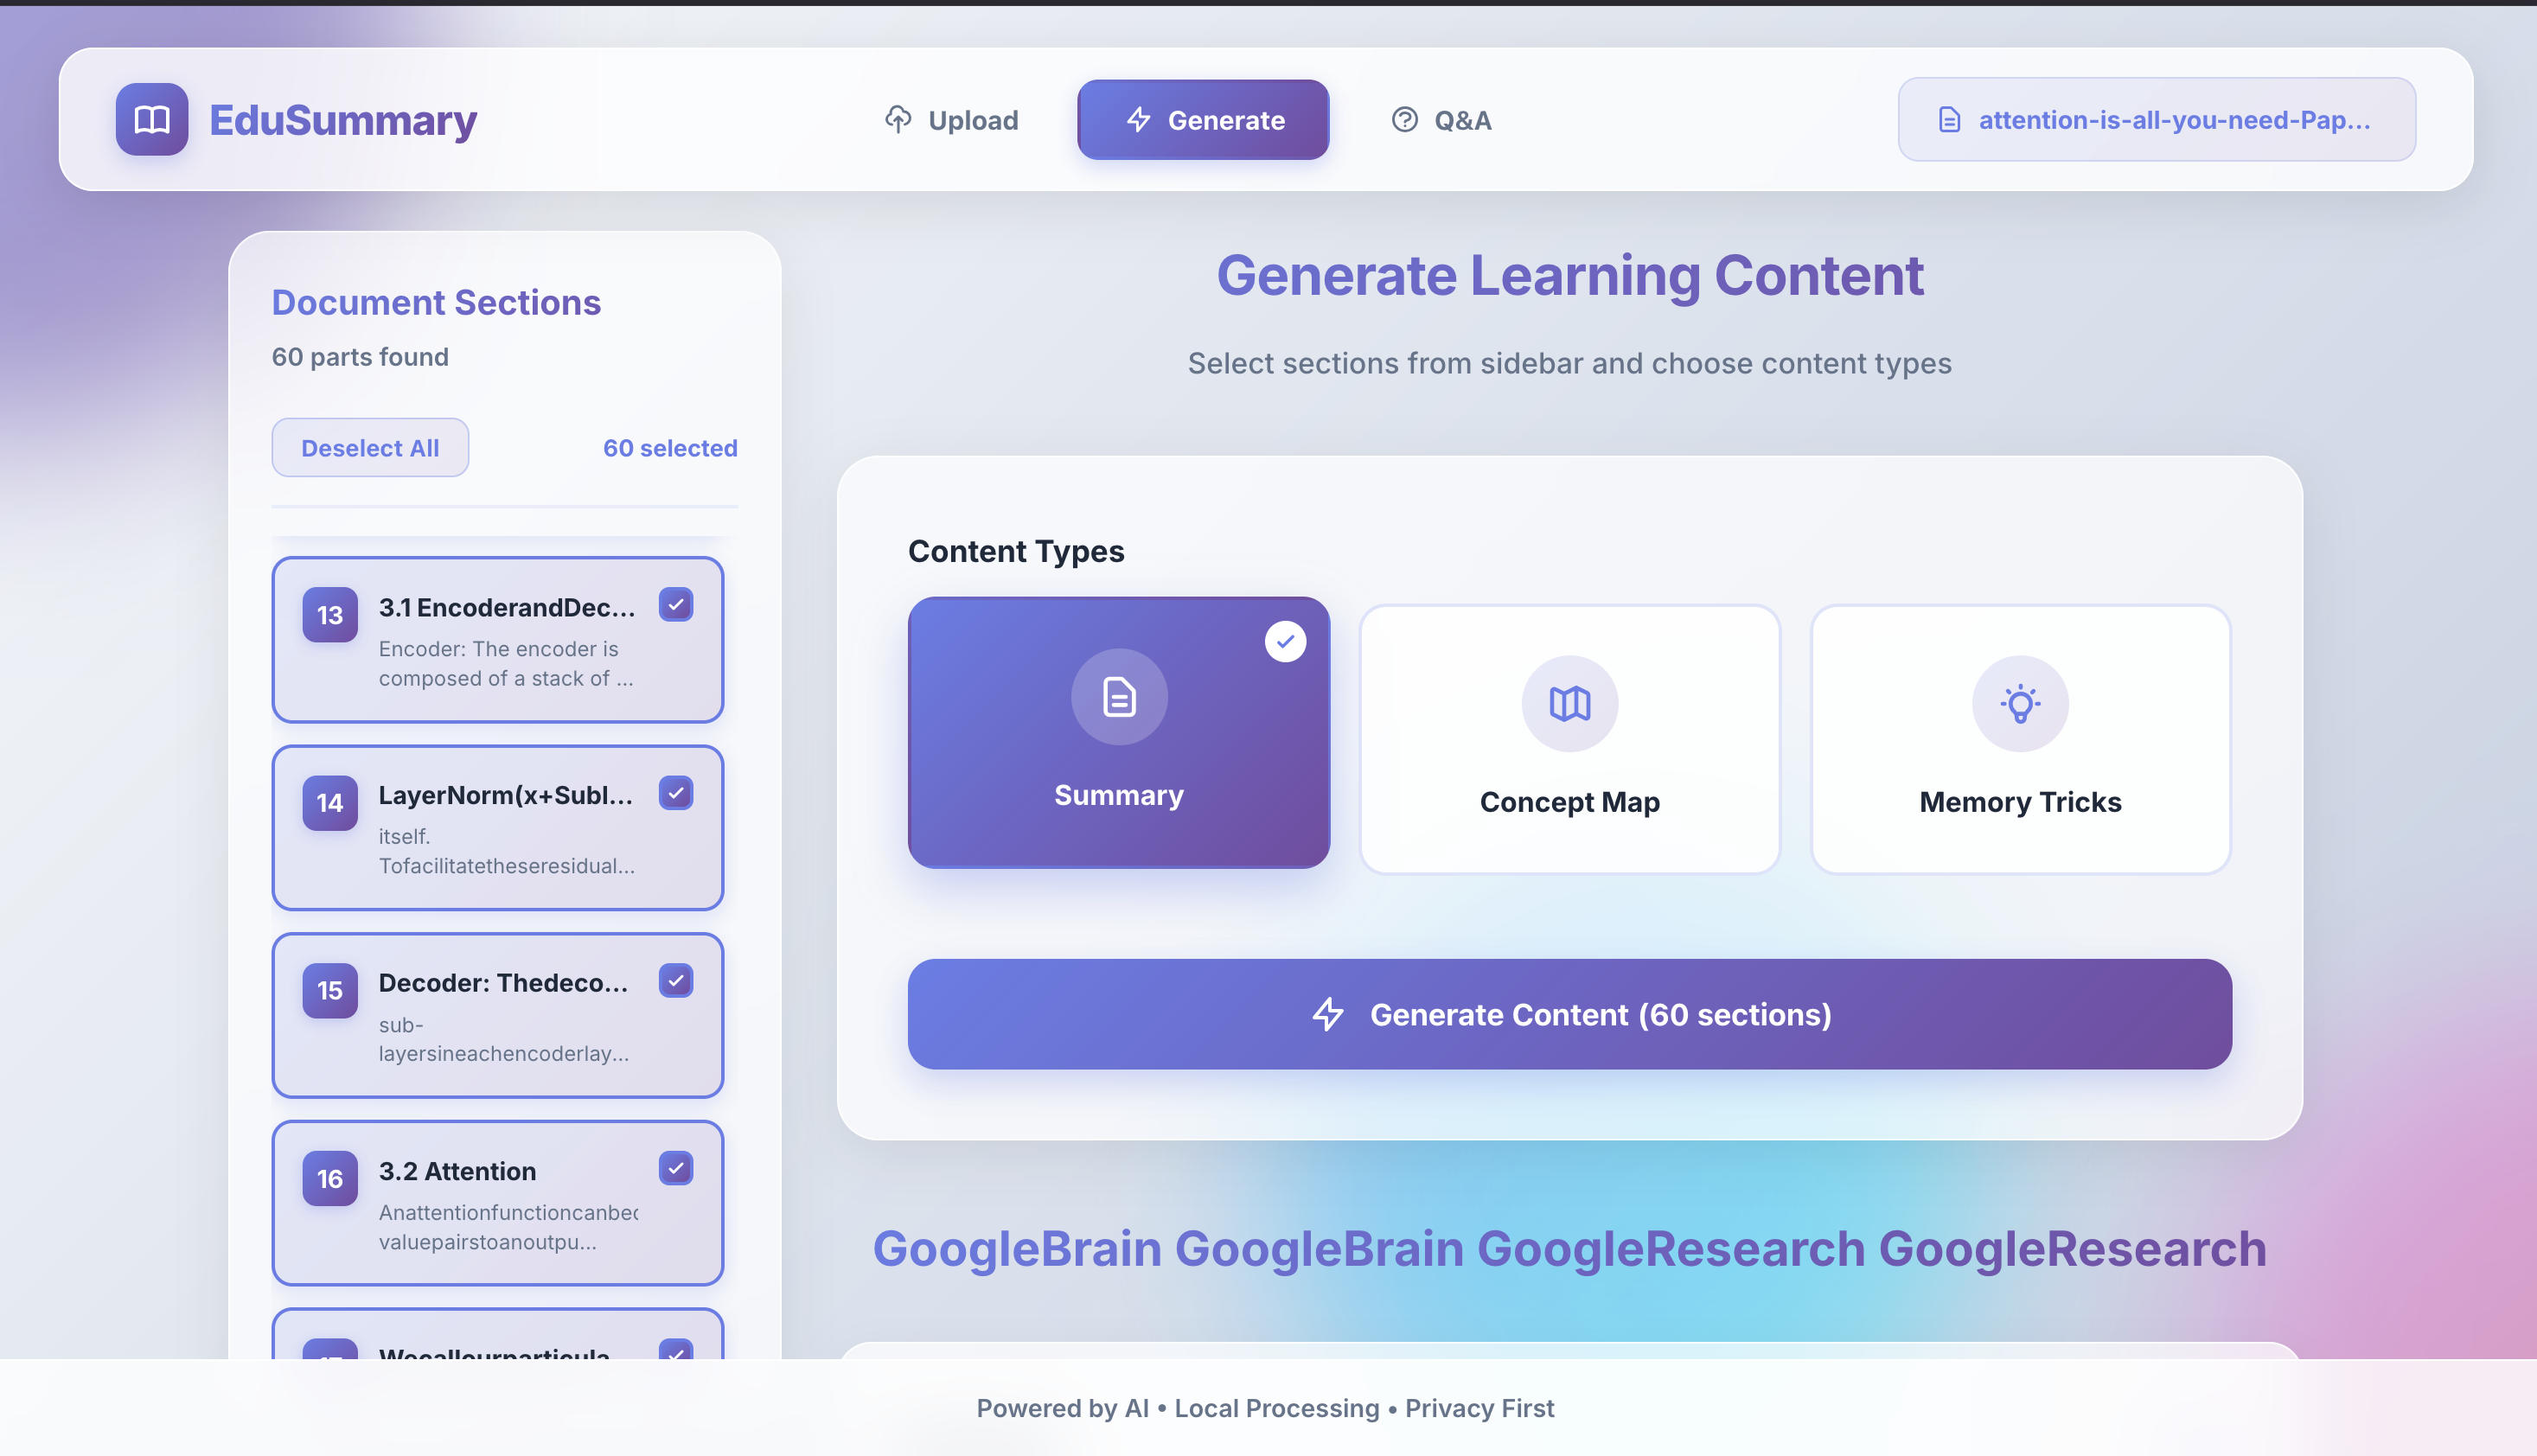 EduSummary
Upload
Generate
Q&A
attention-is-all-you-need-Pap...
Document Sections
60 parts found
Deselect All
60 selected
13
3.1 EncoderandDec...
Encoder: The encoder is
composed of a stack of ...
14
LayerNorm(x+Subl...
itself.
Tofacilitatetheseresidual...
15
Decoder: Thedeco...
sub-
layersineachencoderlay...
16
3.2 Attention
Anattentionfunctioncanbec
valuepairstoanoutpu...
Wecallourparticula
Generate Learning Content
Select sections from sidebar and choose content types
Content Types
Summary
Concept Map
Memory Tricks
Generate Content (60 sections)
GoogleBrain GoogleBrain GoogleResearch GoogleResearch
Powered by AI • Local Processing • Privacy First